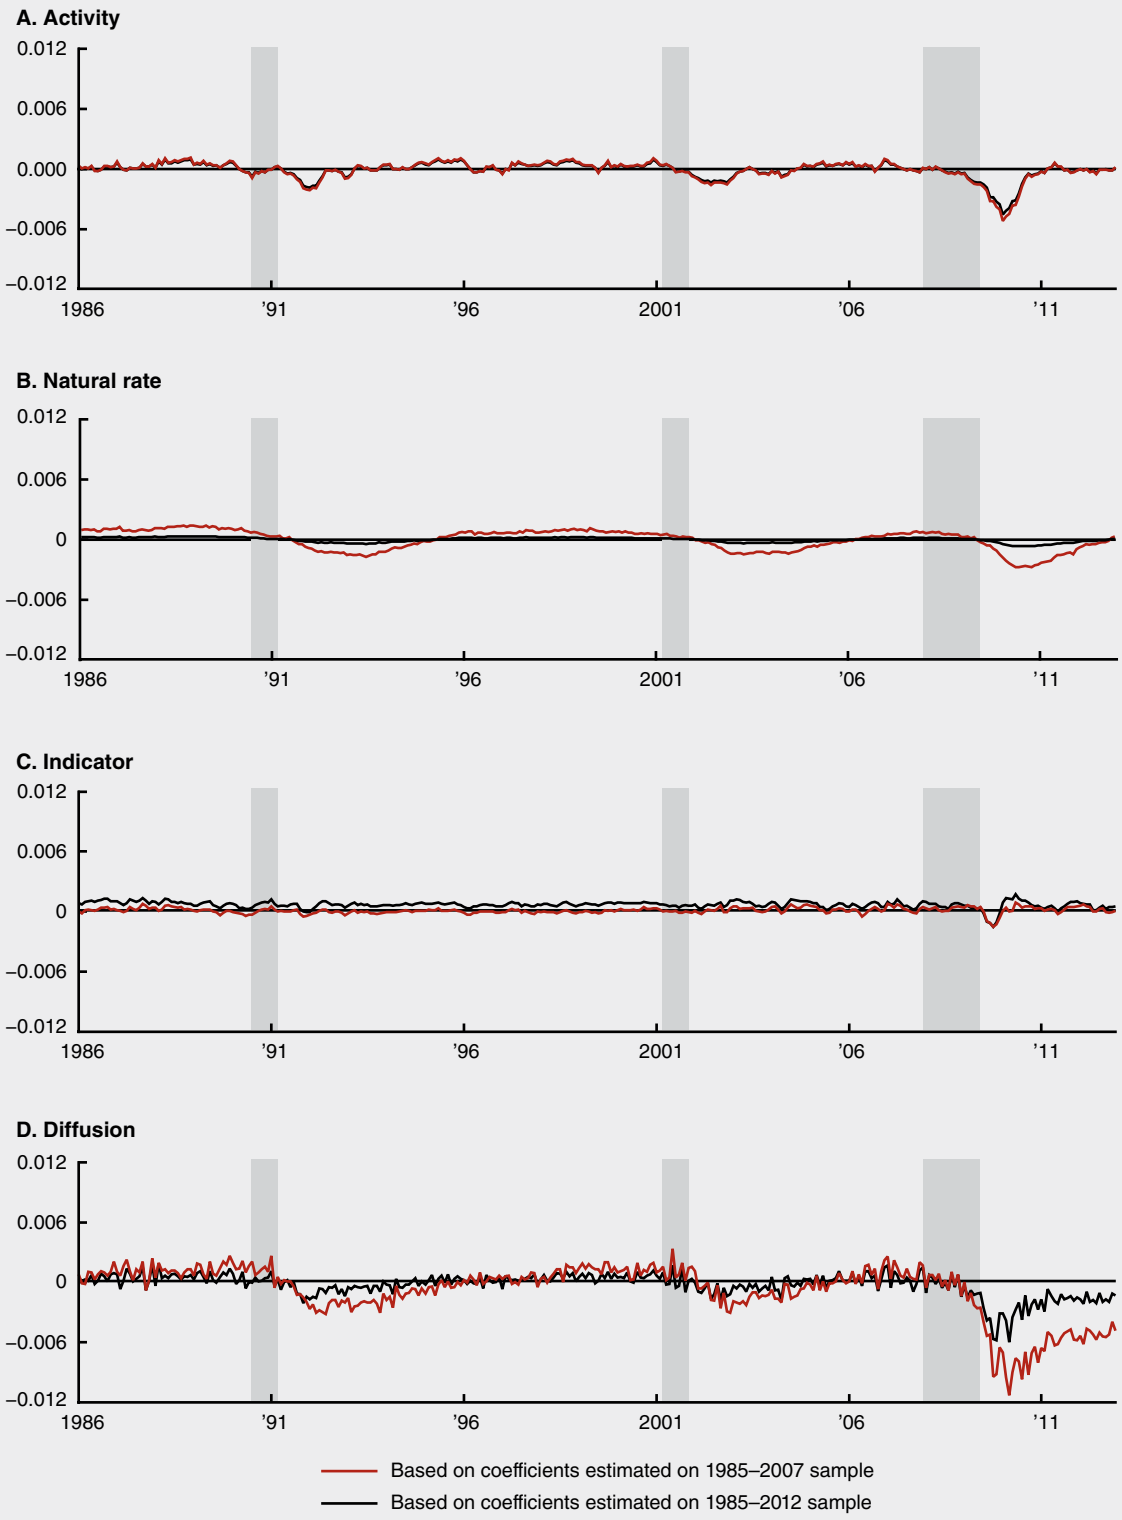 A. Activity
0.012
0.006
0.000
−0.006
−0.012
1986 ’91 ’96 2001 ’06 ’11
B. Natural rate
0.012
0.006
0
−0.006
−0.012
1986 ’91 ’96 2001 ’06 ’11
C. Indicator
0.012
0.006
0
−0.006
−0.012
1986 ’91 ’96 2001 ’06 ’11
D. Diffusion
0.012
0.006
0
−0.006
−0.012
1986 ’91 ’96 2001 ’06 ’11
Based on coefficients estimated on 1985–2007 sample
Based on coefficients estimated on 1985–2012 sample